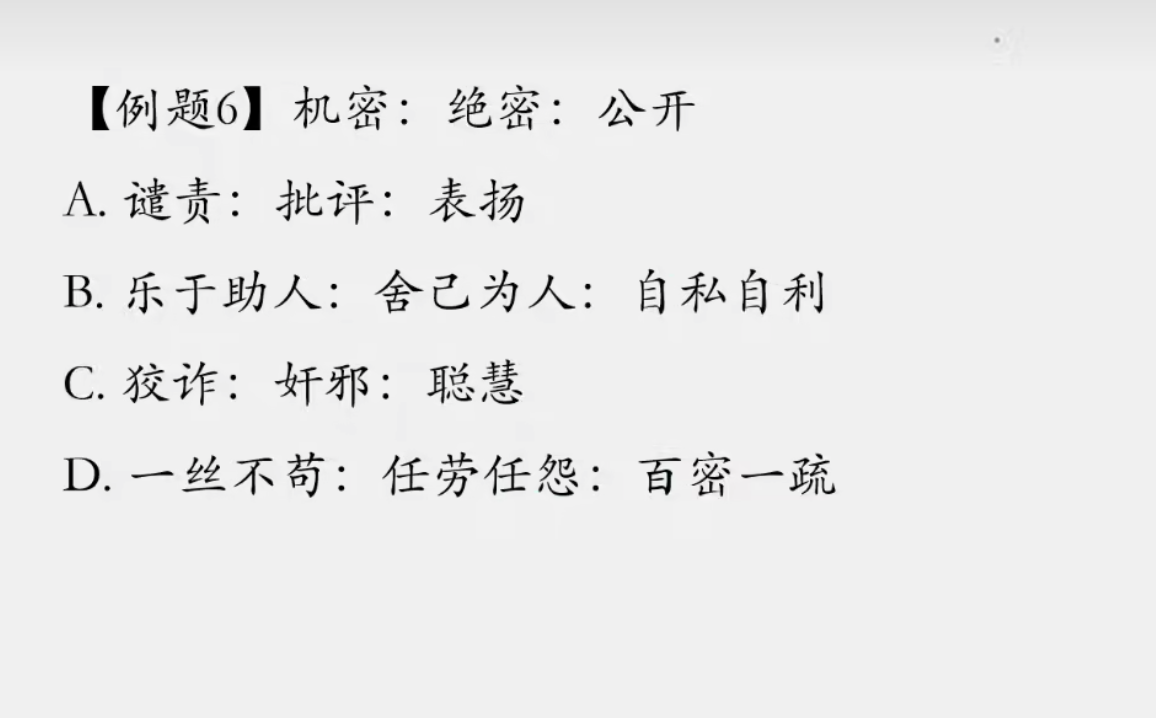 【例题6】机密：绝密：公开
A. 谴责：批评：表扬
B. 乐于助人：舍己为人：自私自利
C. 狡诈：奸邪：聪慧
D. 一丝不苟：任劳任怨：百密一疏